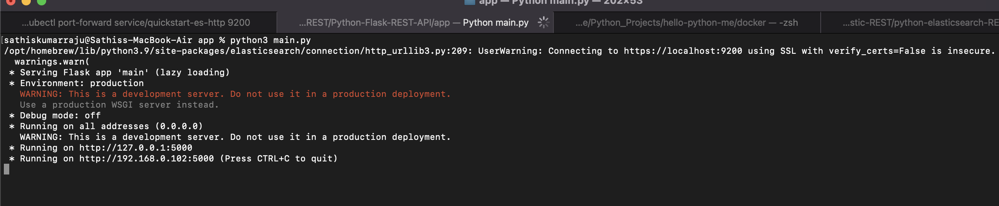 app — Python main.py — 202×53
...ubectl port-forward service/quickstart-es-http 9200
...REST/Python-Flask-REST-API/app — Python main.py
...e/Python_Projects/hello-python-me/docker — -zsh
...stic-REST/python-elasticsearch-RE
[sathiskumarraju@Sathiss-MacBook-Air app % python3 main.py
/opt/homebrew/lib/python3.9/site-packages/elasticsearch/connection/http_urllib3.py:209: UserWarning: Connecting to https://localhost:9200 using SSL with verify_certs=False is insecure.
warnings.warn(
* Serving Flask app 'main' (lazy loading)
* Environment: production
WARNING: This is a development server. Do not use it in a production deployment.
Use a production WSGI server instead.
* Debug mode: off
* Running on all addresses (0.0.0.0)
WARNING: This is a development server. Do not use it in a production deployment.
* Running on http://127.0.0.1:5000
* Running on http://192.168.0.102:5000 (Press CTRL+C to quit)